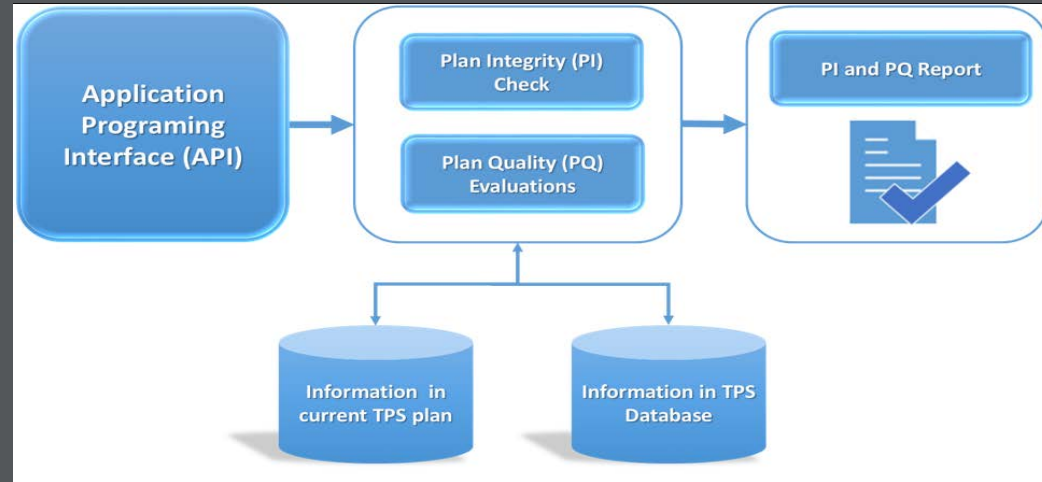 Application
Programing
Interface (API)
Plan Integrity (PI)
Check
Plan Quality (PQ)
Evaluations
PI and PQ Report
Information in
current TPS plan
Information in TPS
Database